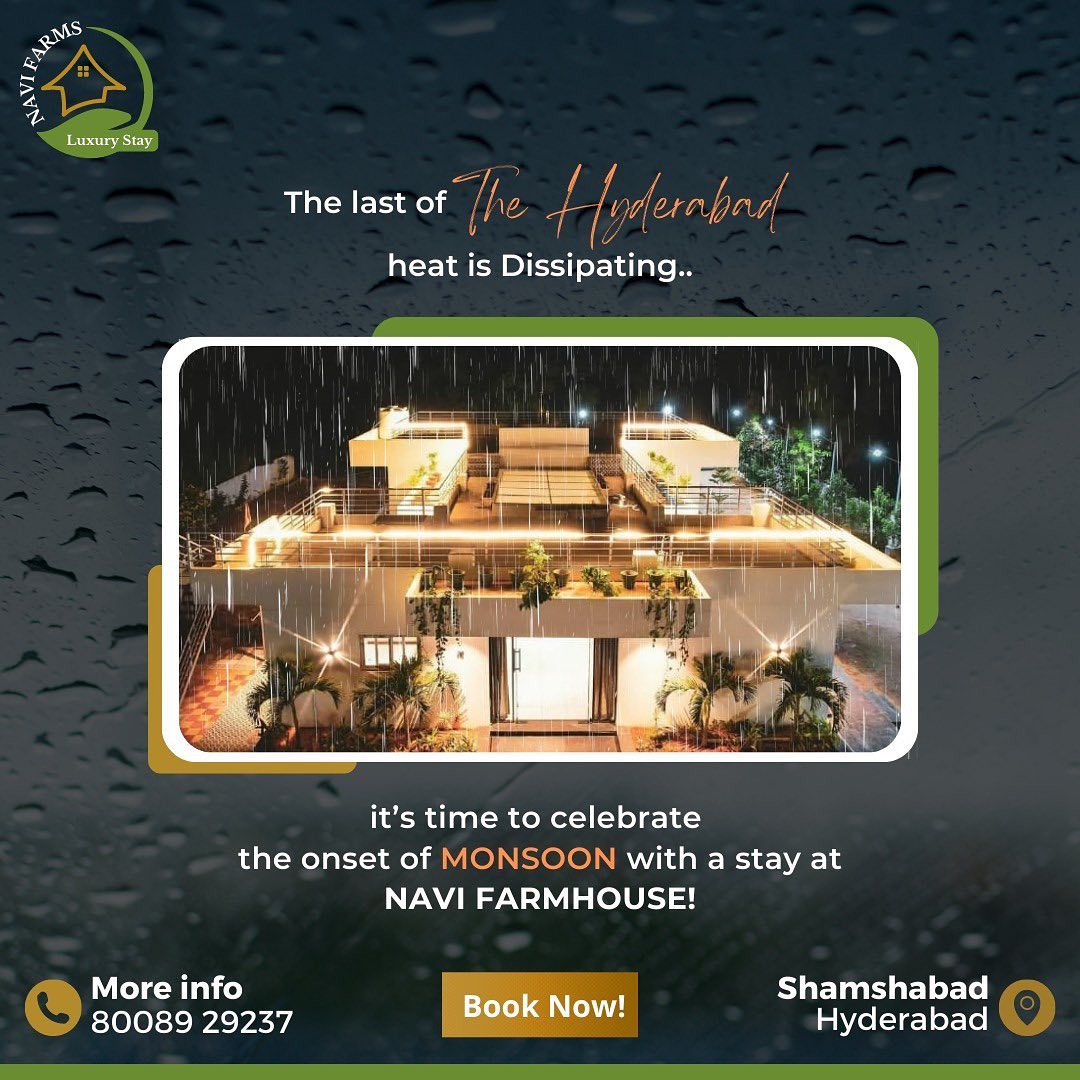 NAVI FARMS
Luxury Stay
The last of The Hyderabad
heat is Dissipating..
it's time to celebrate
the onset of MONSOON with a stay at
NAVI FARMHOUSE!
More info
80089 29237
Book Now!
Shamshabad
Hyderabad